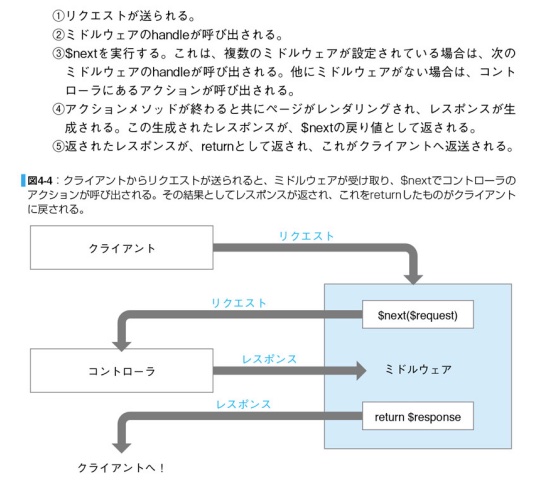 ①リクエストが送られる。
②ミドルウェアのhandleが呼び出される。
③$nextを実行する。これは、複数のミドルウェアが設定されている場合は、次の
ミドルウェアのhandleが呼び出される。他にミドルウェアがない場合は、コント
ローラにあるアクションが呼び出される。
④アクションメソッドが終わると共にページがレンダリングされ、レスポンスが生
成される。この生成されたレスポンスが、$nextの戻り値として返される。
⑤返されたレスポンスが、returnとして返され、これがクライアントへ返送される。
図4-4：クライアントからリクエストが送られると、ミドルウェアが受け取り、$nextでコントローラの
アクションが呼び出される。その結果としてレスポンスが返され、これをreturnしたものがクライアント
に戻される。
リクエスト
クライアント
リクエスト
$next($request)
レスポンス
コントローラ
ミドルウェア
レスポンス
return $response
クライアントへ！